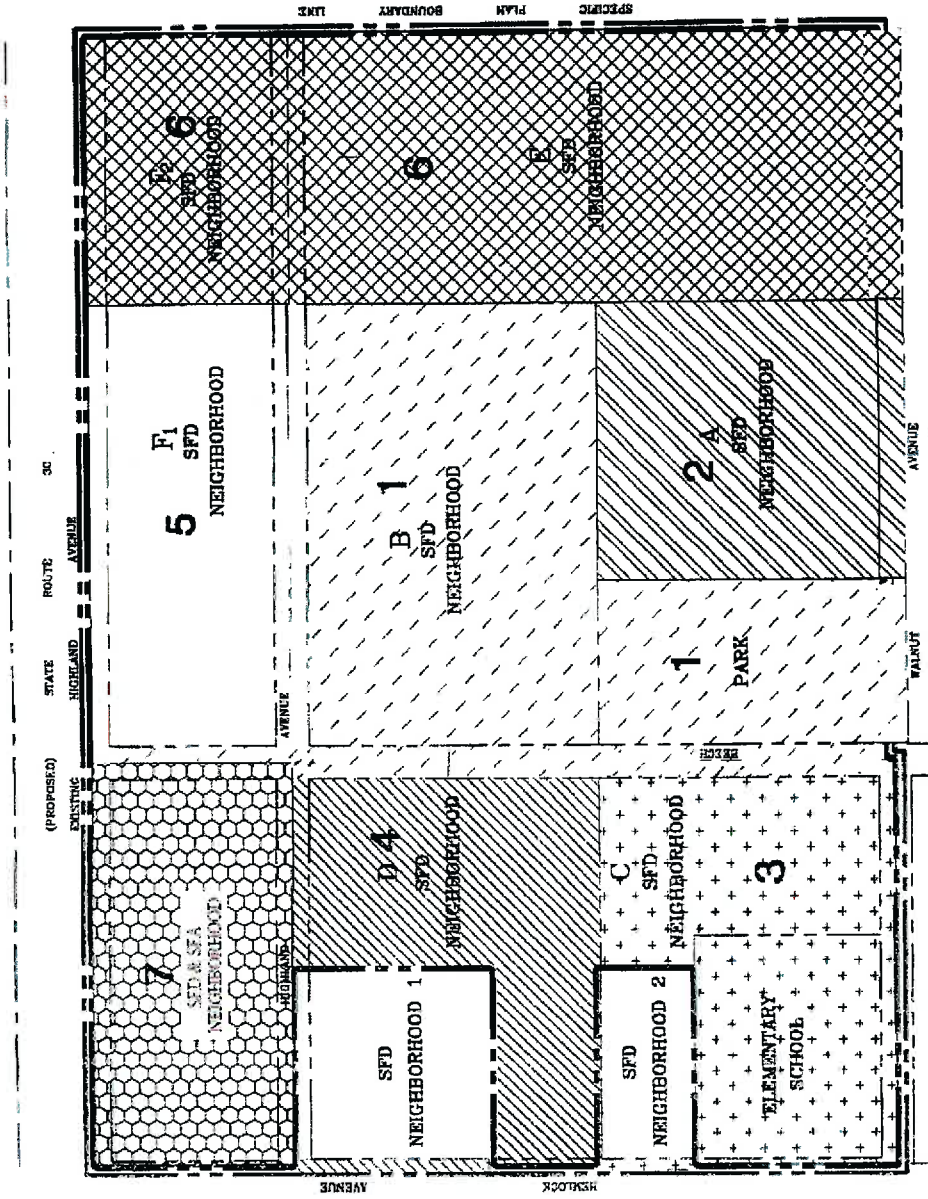 (PROPOSED) STATE ROUTE 30
EXISTING HIGHLAND AVENUE
SPECIFIC PLAN BOUNDARY LINE
F2
SFD
NEIGHBORHOOD
6
6
E
SFD
NEIGHBORHOOD
5
F1
SFD
NEIGHBORHOOD
1
B
SFD
NEIGHBORHOOD
2
A
SFD
NEIGHBORHOOD
1
PARK
HIGHLAND AVENUE
BEECH
WALNUT AVENUE
7
SFD & SFA
NEIGHBORHOOD
D 4
SFD
NEIGHBORHOOD
C
SFD
NEIGHBORHOOD
3
SFD
NEIGHBORHOOD 1
SFD
NEIGHBORHOOD 2
ELEMENTARY
SCHOOL
HEMLOCK AVENUE